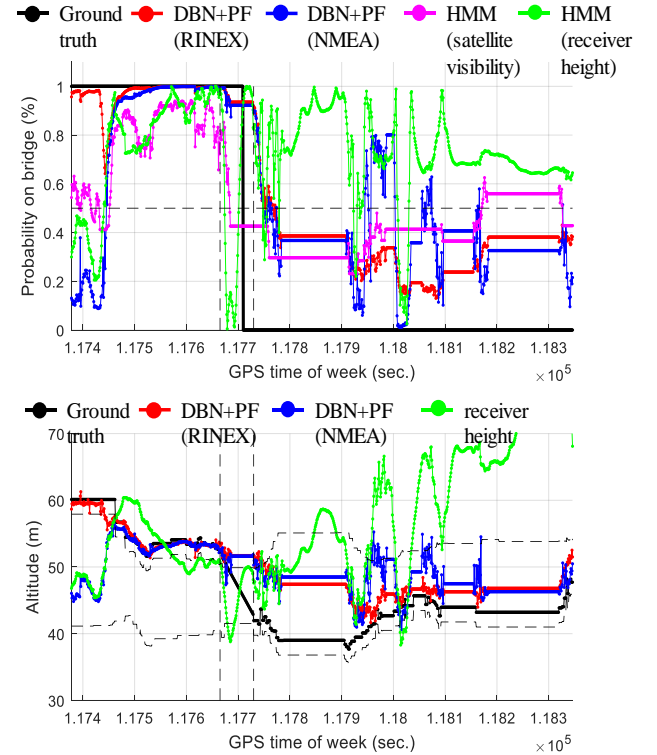 Ground truth
DBN+PF (RINEX)
DBN+PF (NMEA)
HMM (satellite visibility)
HMM (receiver height)
Probability on bridge (%)
1
0.8
0.6
0.4
0.2
0
1.174 1.175 1.176 1.177 1.178 1.179 1.18 1.181 1.182 1.183
GPS time of week (sec.)
×10^5
Ground truth
DBN+PF (RINEX)
DBN+PF (NMEA)
receiver height
Altitude (m)
70
60
50
40
30
1.174 1.175 1.176 1.177 1.178 1.179 1.18 1.181 1.182 1.183
GPS time of week (sec.)
×10^5